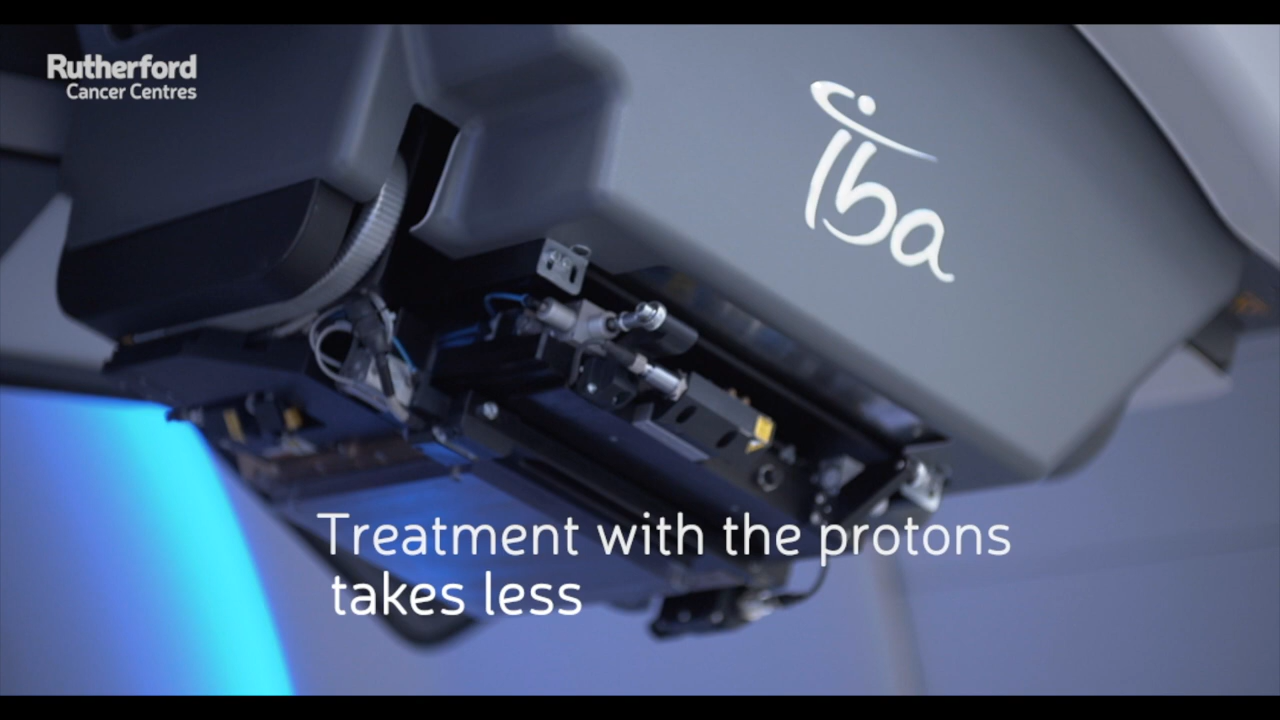 Rutherford
Cancer Centres
iba
Treatment with the protons
takes less